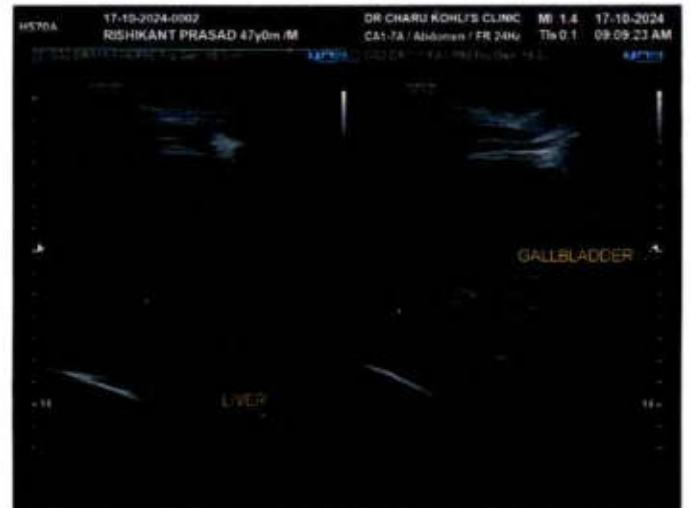 HS70A
17-10-2024-0002
RISHIKANT PRASAD 47y0m /M
DR CHARU KOHLI'S CLINIC
CA1-7A / Abdomen / FR 24Hz
MI 1.4
TIs 0.1
17-10-2024
09:09:23 AM
GALLBLADDER
LIVER